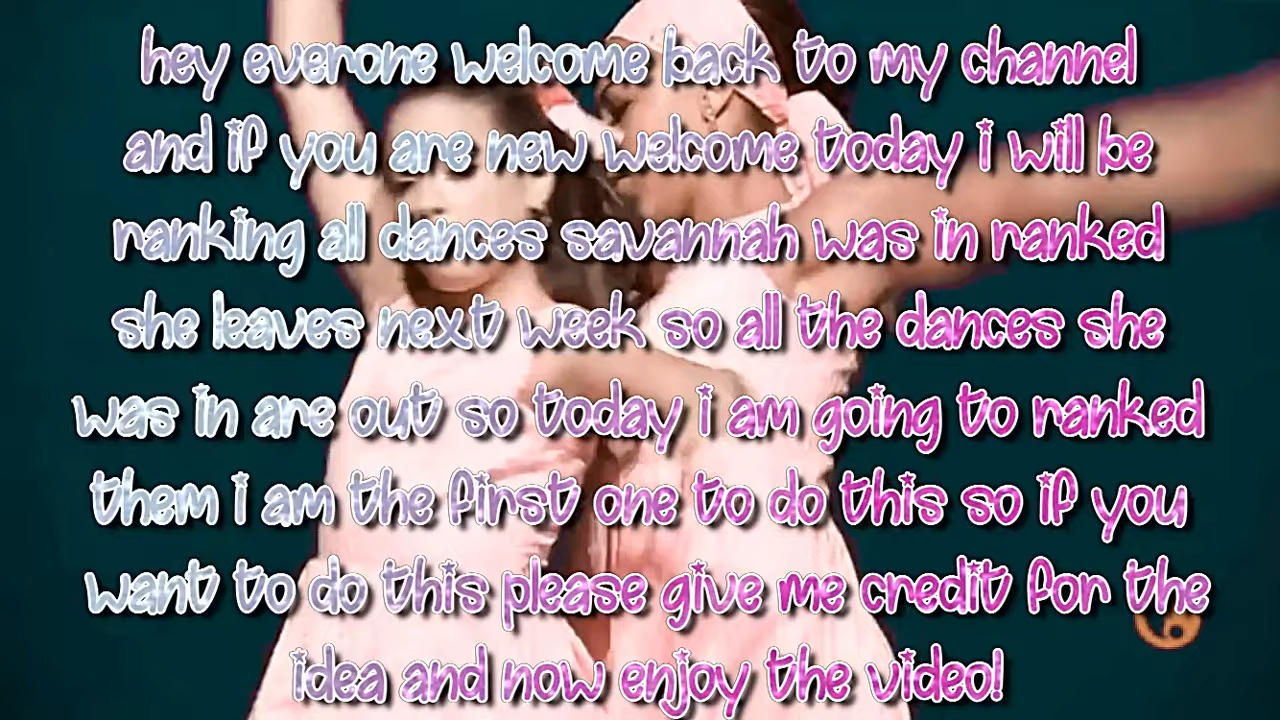 hey everone welcome back to my channel
and if you are new welcome today i will be
ranking all dances savannah was in ranked
she leaves next week so all the dances she
was in are out so today i am going to ranked
them i am the first one to do this so if you
want to do this please give me credit for the
idea and now enjoy the video!